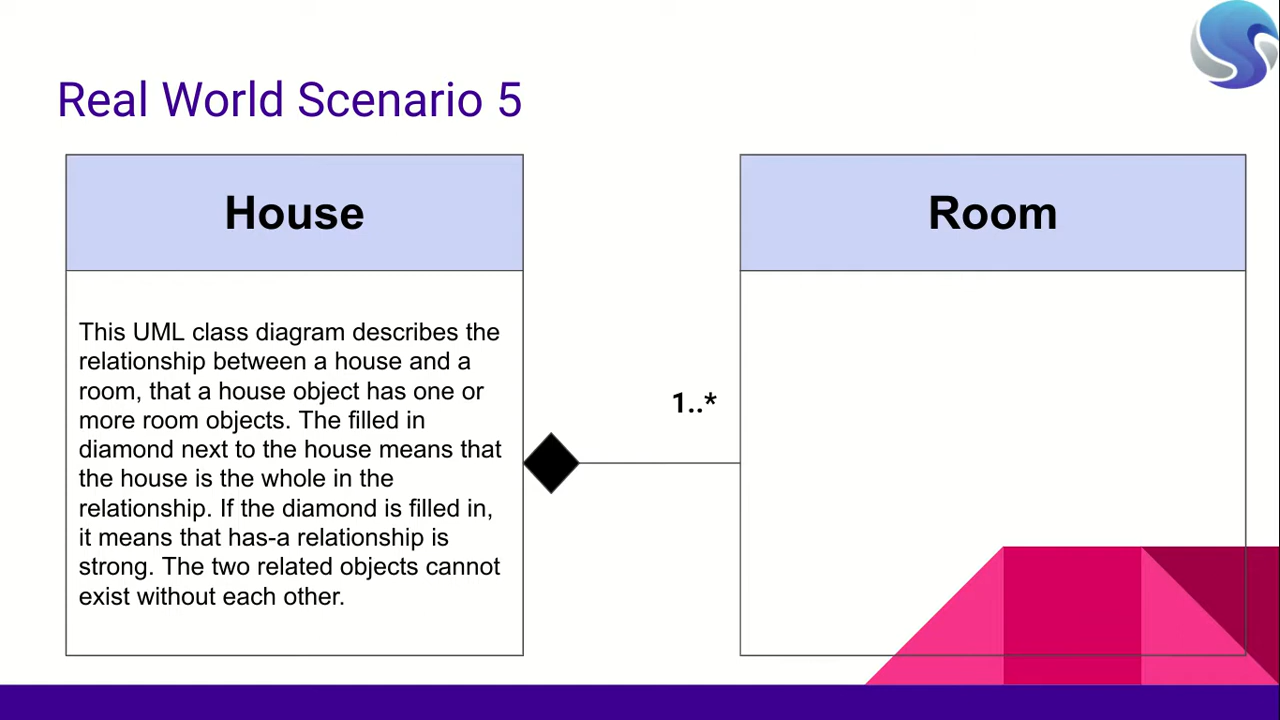 Real World Scenario 5
House
Room
This UML class diagram describes the
relationship between a house and a
room, that a house object has one or
more room objects. The filled in
diamond next to the house means that
the house is the whole in the
relationship. If the diamond is filled in,
it means that has-a relationship is
strong. The two related objects cannot
exist without each other.
1..*